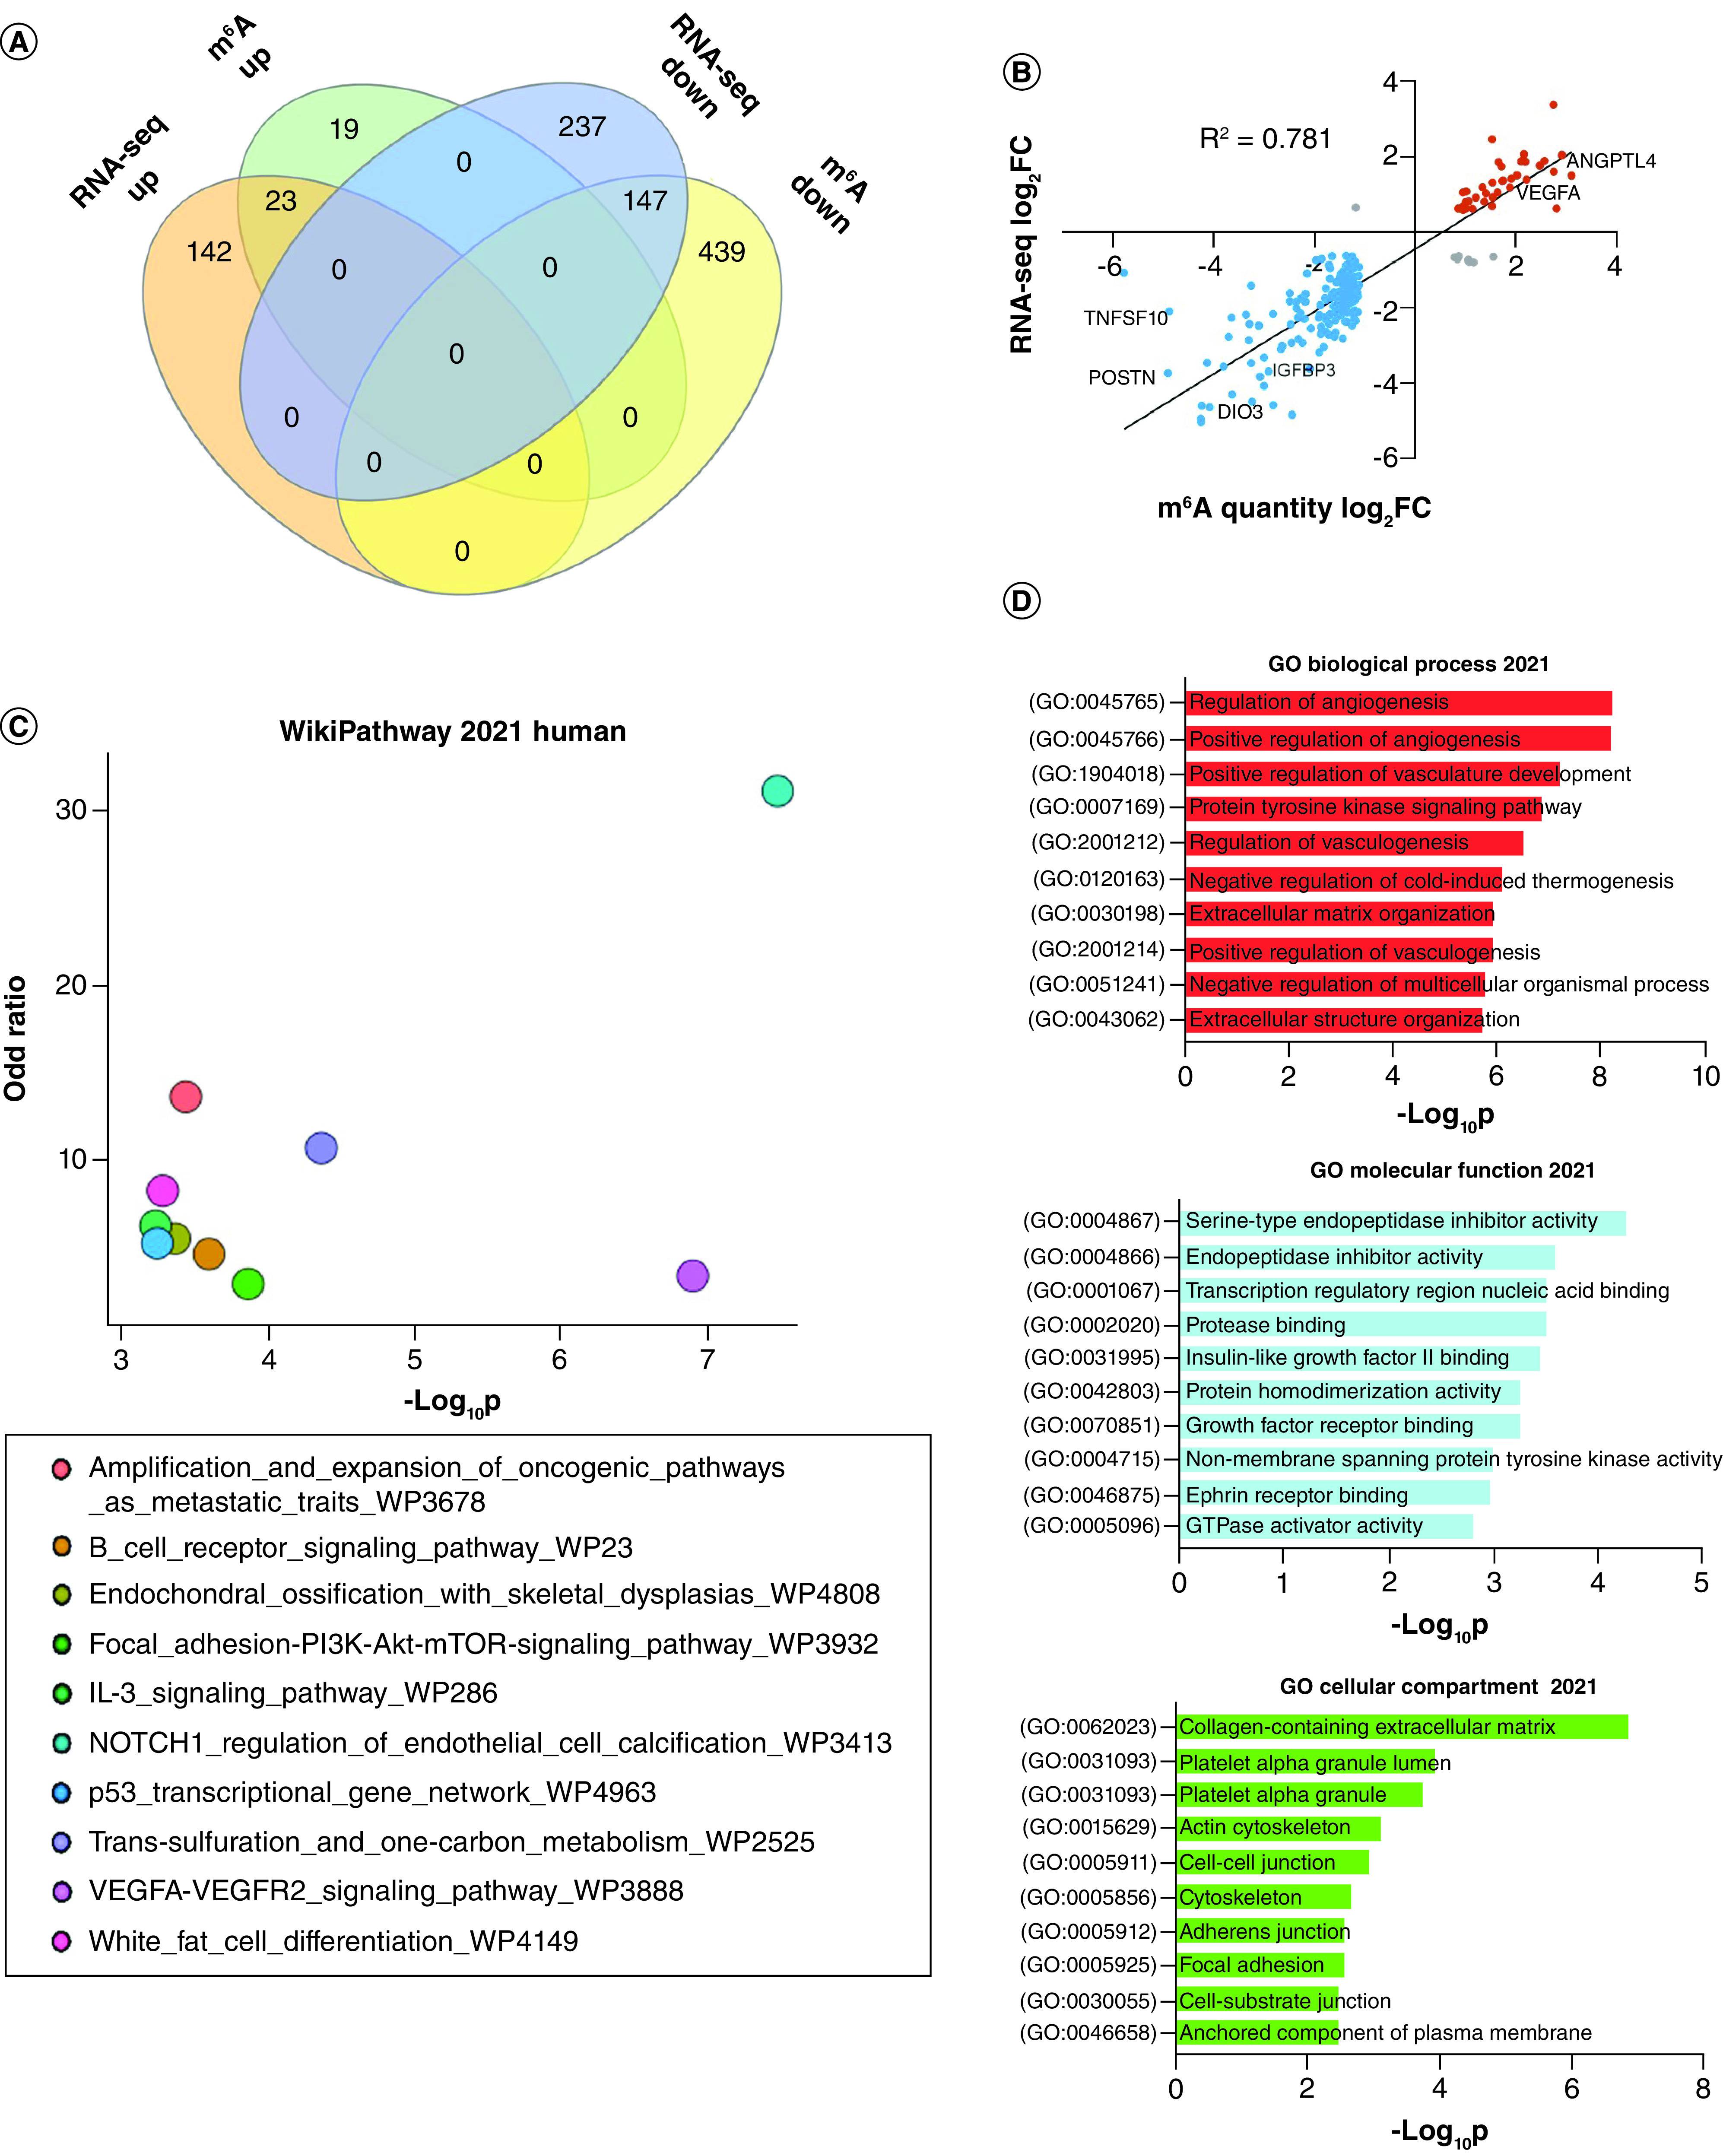 A
m⁶A
up
RNA-seq
down
RNA-seq
up
m⁶A
down
19
0
237
23
147
142
439
0
0
0
0
0
0
0
0
B
R² = 0.781
RNA-seq log₂FC
4
2
-2
-4
-6
-6
-4
-2
2
4
ANGPTL4
VEGFA
TNFSF10
POSTN
IGFBP3
DIO3
m⁶A quantity log₂FC
C
WikiPathway 2021 human
Odd ratio
30
20
10
3
4
5
6
7
-Log₁₀p
Amplification_and_expansion_of_oncogenic_pathways
_as_metastatic_traits_WP3678
B_cell_receptor_signaling_pathway_WP23
Endochondral_ossification_with_skeletal_dysplasias_WP4808
Focal_adhesion-PI3K-Akt-mTOR-signaling_pathway_WP3932
IL-3_signaling_pathway_WP286
NOTCH1_regulation_of_endothelial_cell_calcification_WP3413
p53_transcriptional_gene_network_WP4963
Trans-sulfuration_and_one-carbon_metabolism_WP2525
VEGFA-VEGFR2_signaling_pathway_WP3888
White_fat_cell_differentiation_WP4149
D
GO biological process 2021
(GO:0045765) Regulation of angiogenesis
(GO:0045766) Positive regulation of angiogenesis
(GO:1904018) Positive regulation of vasculature development
(GO:0007169) Protein tyrosine kinase signaling pathway
(GO:2001212) Regulation of vasculogenesis
(GO:0120163) Negative regulation of cold-induced thermogenesis
(GO:0030198) Extracellular matrix organization
(GO:2001214) Positive regulation of vasculogenesis
(GO:0051241) Negative regulation of multicellular organismal process
(GO:0043062) Extracellular structure organization
0 2 4 6 8 10
-Log₁₀p
GO molecular function 2021
(GO:0004867) Serine-type endopeptidase inhibitor activity
(GO:0004866) Endopeptidase inhibitor activity
(GO:0001067) Transcription regulatory region nucleic acid binding
(GO:0002020) Protease binding
(GO:0031995) Insulin-like growth factor II binding
(GO:0042803) Protein homodimerization activity
(GO:0070851) Growth factor receptor binding
(GO:0004715) Non-membrane spanning protein tyrosine kinase activity
(GO:0046875) Ephrin receptor binding
(GO:0005096) GTPase activator activity
0 1 2 3 4 5
-Log₁₀p
GO cellular compartment 2021
(GO:0062023) Collagen-containing extracellular matrix
(GO:0031093) Platelet alpha granule lumen
(GO:0031093) Platelet alpha granule
(GO:0015629) Actin cytoskeleton
(GO:0005911) Cell-cell junction
(GO:0005856) Cytoskeleton
(GO:0005912) Adherens junction
(GO:0005925) Focal adhesion
(GO:0030055) Cell-substrate junction
(GO:0046658) Anchored component of plasma membrane
0 2 4 6 8
-Log₁₀p